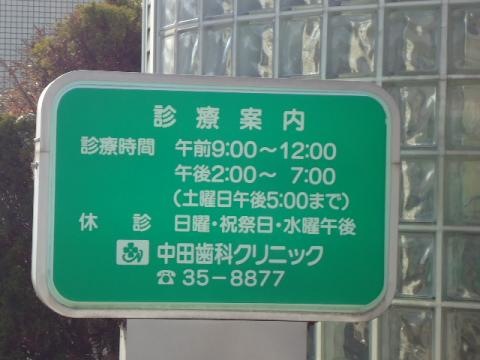 診療案内
診療時間 午前9:00〜12:00
午後2:00〜 7:00
(土曜日午後5:00まで)
休 診 日曜・祝祭日・水曜午後
中田歯科クリニック
☎35-8877